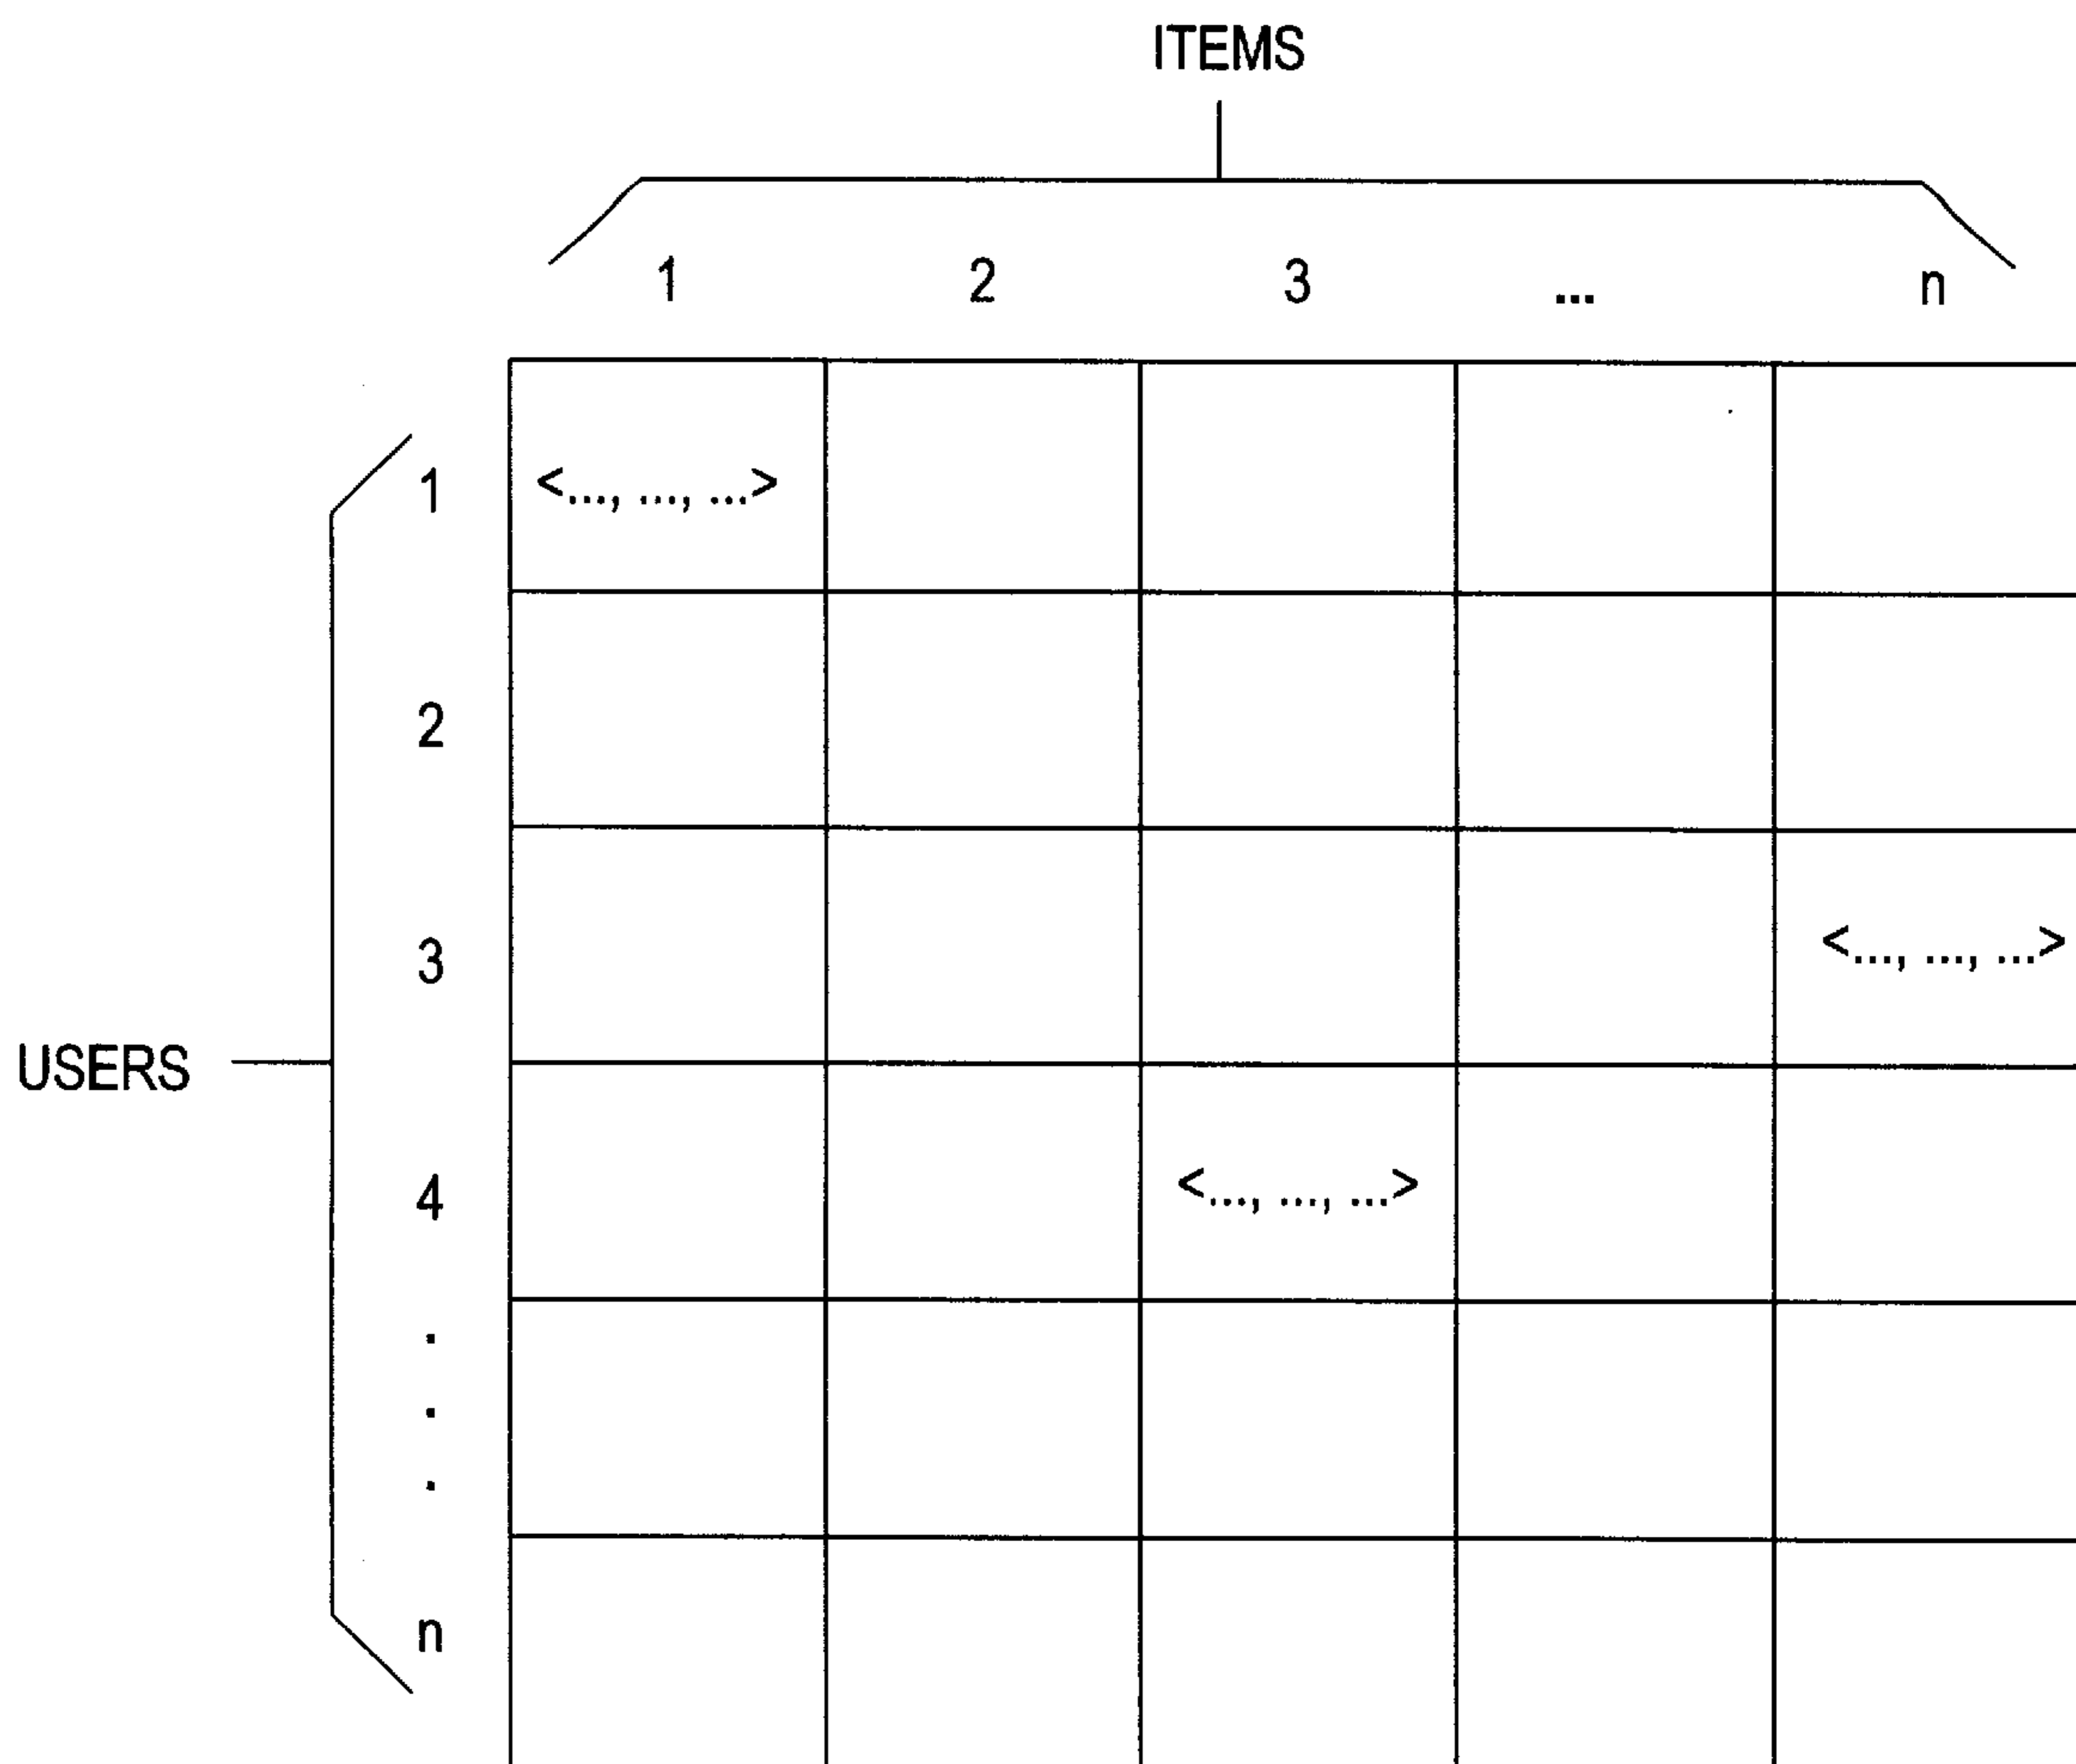 ITEMS
1 2 3 ... n
1 <..., ..., ...>
2
3 <..., ..., ...>
USERS
4 <..., ..., ...>
.
.
.
n